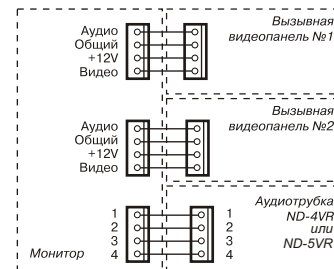 Вызывная
видеопанель №1
Аудио
Общий
+12V
Видео
Вызывная
видеопанель №2
Аудио
Общий
+12V
Видео
Аудиотрубка
ND-4VR
или
ND-5VR
1 1
2 2
3 3
4 4
Монитор